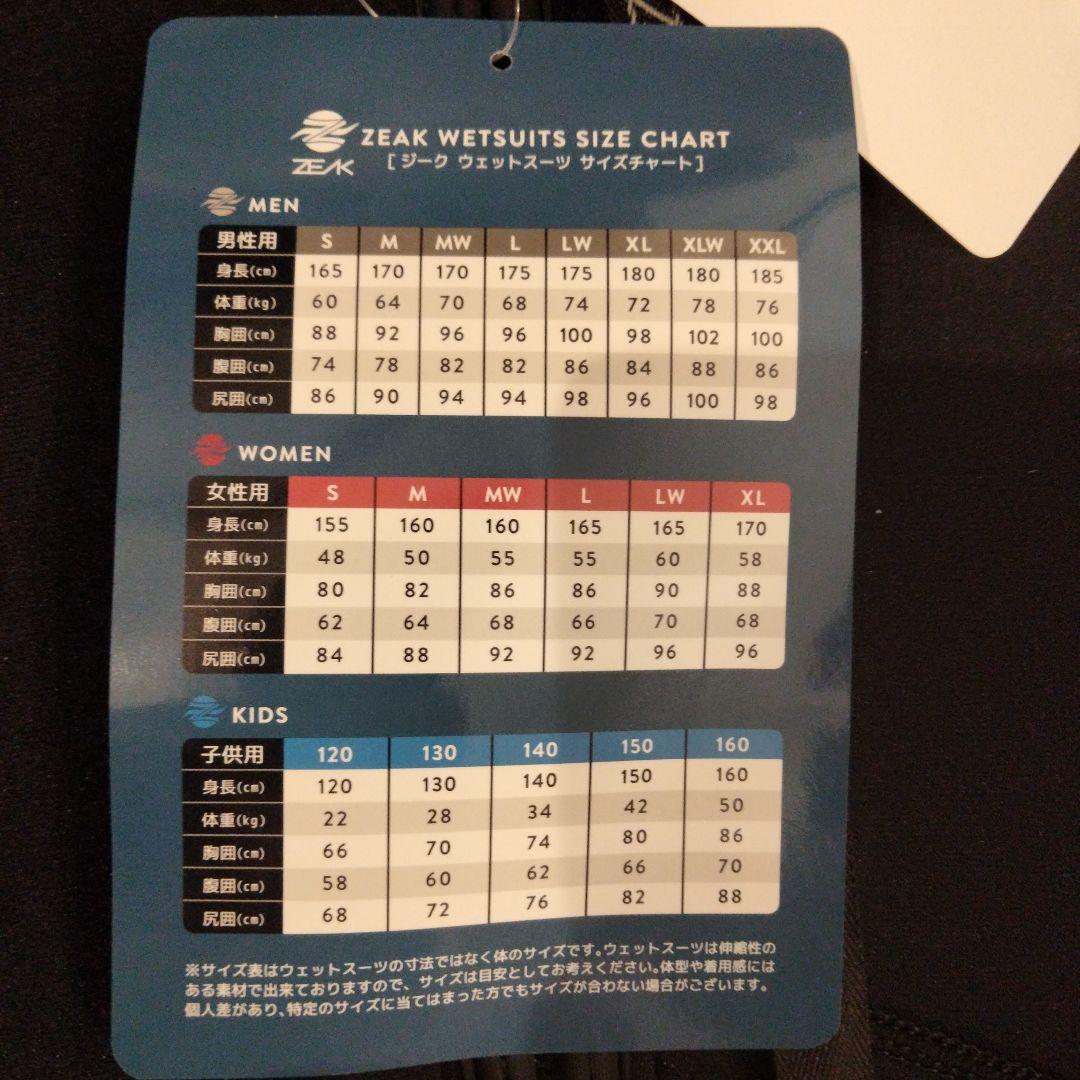 ZEAK WETSUITS SIZE CHART
ZEAK
[ ジーク ウェットスーツ サイズチャート ]
MEN
男性用 S M MW L LW XL XLW XXL
身長(cm) 165 170 170 175 175 180 180 185
体重(kg) 60 64 70 68 74 72 78 76
胸囲(cm) 88 92 96 96 100 98 102 100
腹囲(cm) 74 78 82 82 86 84 88 86
尻囲(cm) 86 90 94 94 98 96 100 98
WOMEN
女性用 S M MW L LW XL
身長(cm) 155 160 160 165 165 170
体重(kg) 48 50 55 55 60 58
胸囲(cm) 80 82 86 86 90 88
腹囲(cm) 62 64 68 66 70 68
尻囲(cm) 84 88 92 92 96 96
KIDS
子供用 120 130 140 150 160
身長(cm) 120 130 140 150 160
体重(kg) 22 28 34 42 50
胸囲(cm) 66 70 74 80 86
腹囲(cm) 58 60 62 66 70
尻囲(cm) 68 72 76 82 88
※サイズ表はウェットスーツの寸法ではなく体のサイズです。ウェットスーツは伸縮性の
ある素材で出来ておりますので、サイズは目安としてお考えください。体型や着用感には
個人差があり、特定のサイズに当てはまった方でもサイズが合わない場合がございます。